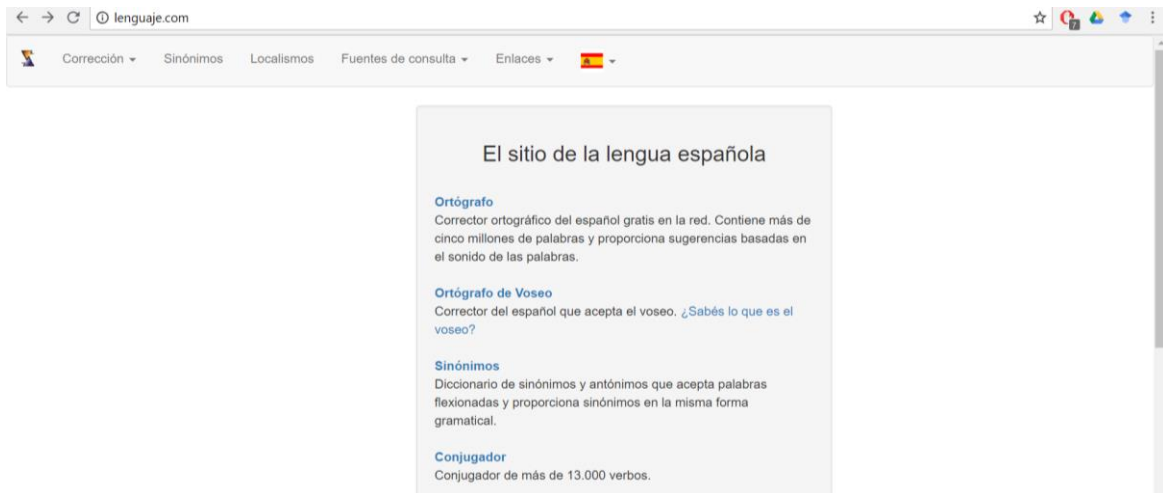 lenguaje.com
7
Corrección Sinónimos Localismos Fuentes de consulta Enlaces
El sitio de la lengua española
Ortógrafo
Corrector ortográfico del español gratis en la red. Contiene más de
cinco millones de palabras y proporciona sugerencias basadas en
el sonido de las palabras.
Ortógrafo de Voseo
Corrector del español que acepta el voseo. ¿Sabés lo que es el
voseo?
Sinónimos
Diccionario de sinónimos y antónimos que acepta palabras
flexionadas y proporciona sinónimos en la misma forma
gramatical.
Conjugador
Conjugador de más de 13.000 verbos.